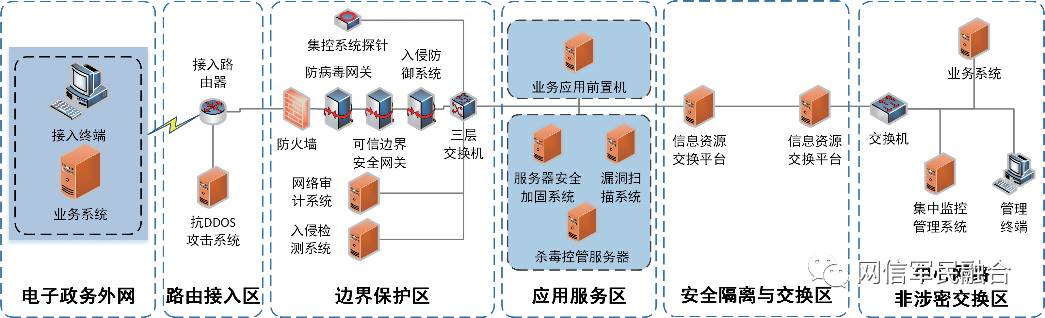 接入终端
业务系统
电子政务外网
接入路
由器
抗DDOS
攻击系统
路由接入区
集控系统探针
防病毒网关
入侵防
御系统
防火墙
可信边界
安全网关
三层
交换机
网络审
计系统
入侵检
测系统
边界保护区
业务应用前置机
服务器安全
加固系统
漏洞扫
描系统
杀毒控管服务器
应用服务区
信息资源
交换平台
信息资源
交换平台
安全隔离与交换区
业务系统
交换机
集中监控
管理系统
管理
终端
非涉密交换区
网信军民融合